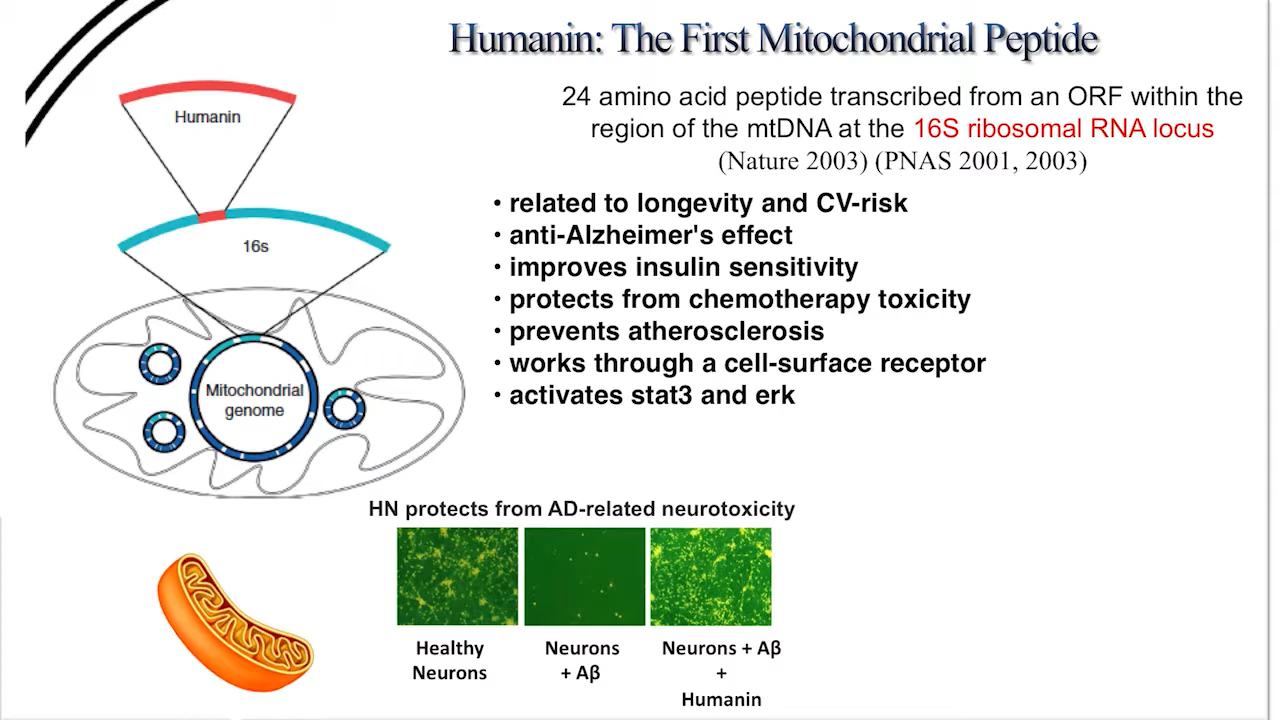 Humanin: The First Mitochondrial Peptide
24 amino acid peptide transcribed from an ORF within the
region of the mtDNA at the 16S ribosomal RNA locus
(Nature 2003) (PNAS 2001, 2003)
• related to longevity and CV-risk
• anti-Alzheimer's effect
• improves insulin sensitivity
• protects from chemotherapy toxicity
• prevents atherosclerosis
• works through a cell-surface receptor
• activates stat3 and erk
Humanin
16s
Mitochondrial
genome
HN protects from AD-related neurotoxicity
Healthy
Neurons
Neurons
+ Aβ
Neurons + Aβ
+
Humanin